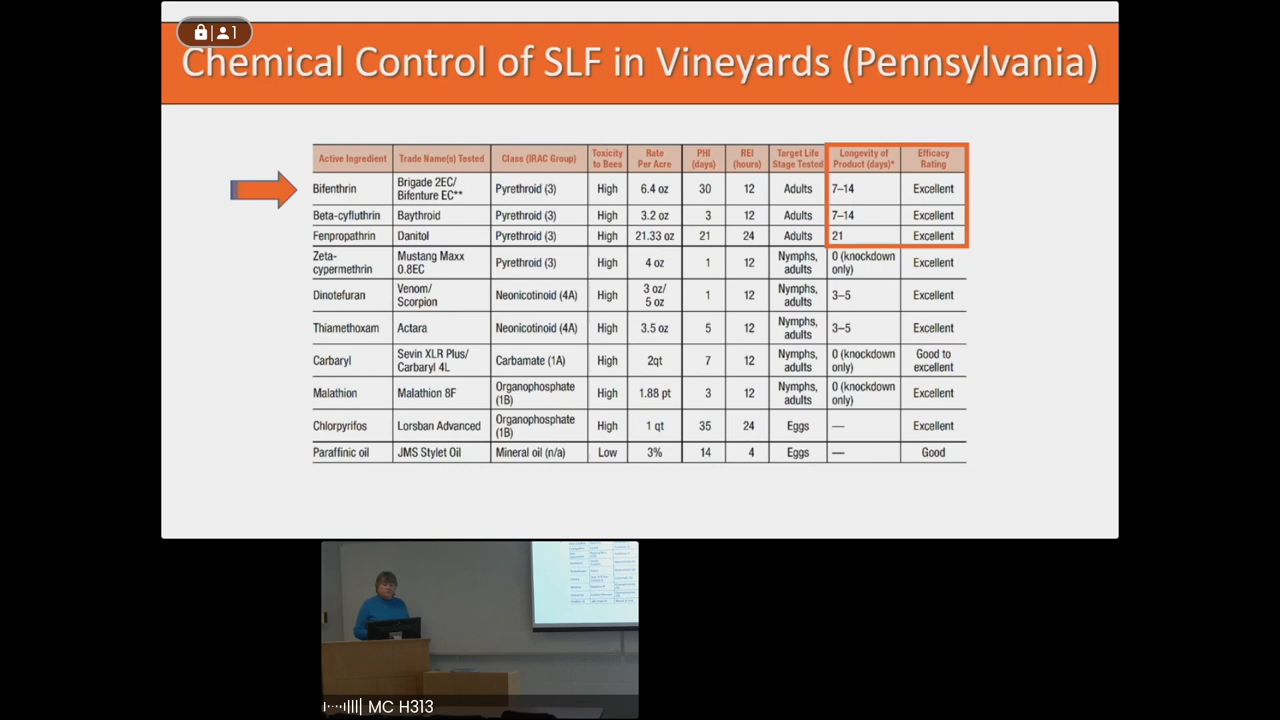 1
Chemical Control of SLF in Vineyards (Pennsylvania)
Active Ingredient Trade Name(s) Tested Class (IRAC Group) Toxicity to Bees Rate Per Acre PHI (days) REI (hours) Target Life Stage Tested Longevity of Product (days)* Efficacy Rating
Bifenthrin Brigade 2EC/ Bifenture EC** Pyrethroid (3) High 6.4 oz 30 12 Adults 7–14 Excellent
Beta-cyfluthrin Baythroid Pyrethroid (3) High 3.2 oz 3 12 Adults 7–14 Excellent
Fenpropathrin Danitol Pyrethroid (3) High 21.33 oz 21 24 Adults 21 Excellent
Zeta-cypermethrin Mustang Maxx 0.8EC Pyrethroid (3) High 4 oz 1 12 Nymphs, adults 0 (knockdown only) Excellent
Dinotefuran Venom/ Scorpion Neonicotinoid (4A) High 3 oz/ 5 oz 1 12 Nymphs, adults 3–5 Excellent
Thiamethoxam Actara Neonicotinoid (4A) High 3.5 oz 5 12 Nymphs, adults 3–5 Excellent
Carbaryl Sevin XLR Plus/ Carbaryl 4L Carbamate (1A) High 2qt 7 12 Nymphs, adults 0 (knockdown only) Good to excellent
Malathion Malathion 8F Organophosphate (1B) High 1.88 pt 3 12 Nymphs, adults 0 (knockdown only) Excellent
Chlorpyrifos Lorsban Advanced Organophosphate (1B) High 1 qt 35 24 Eggs — Excellent
Paraffinic oil JMS Stylet Oil Mineral oil (n/a) Low 3% 14 4 Eggs — Good
MC H313